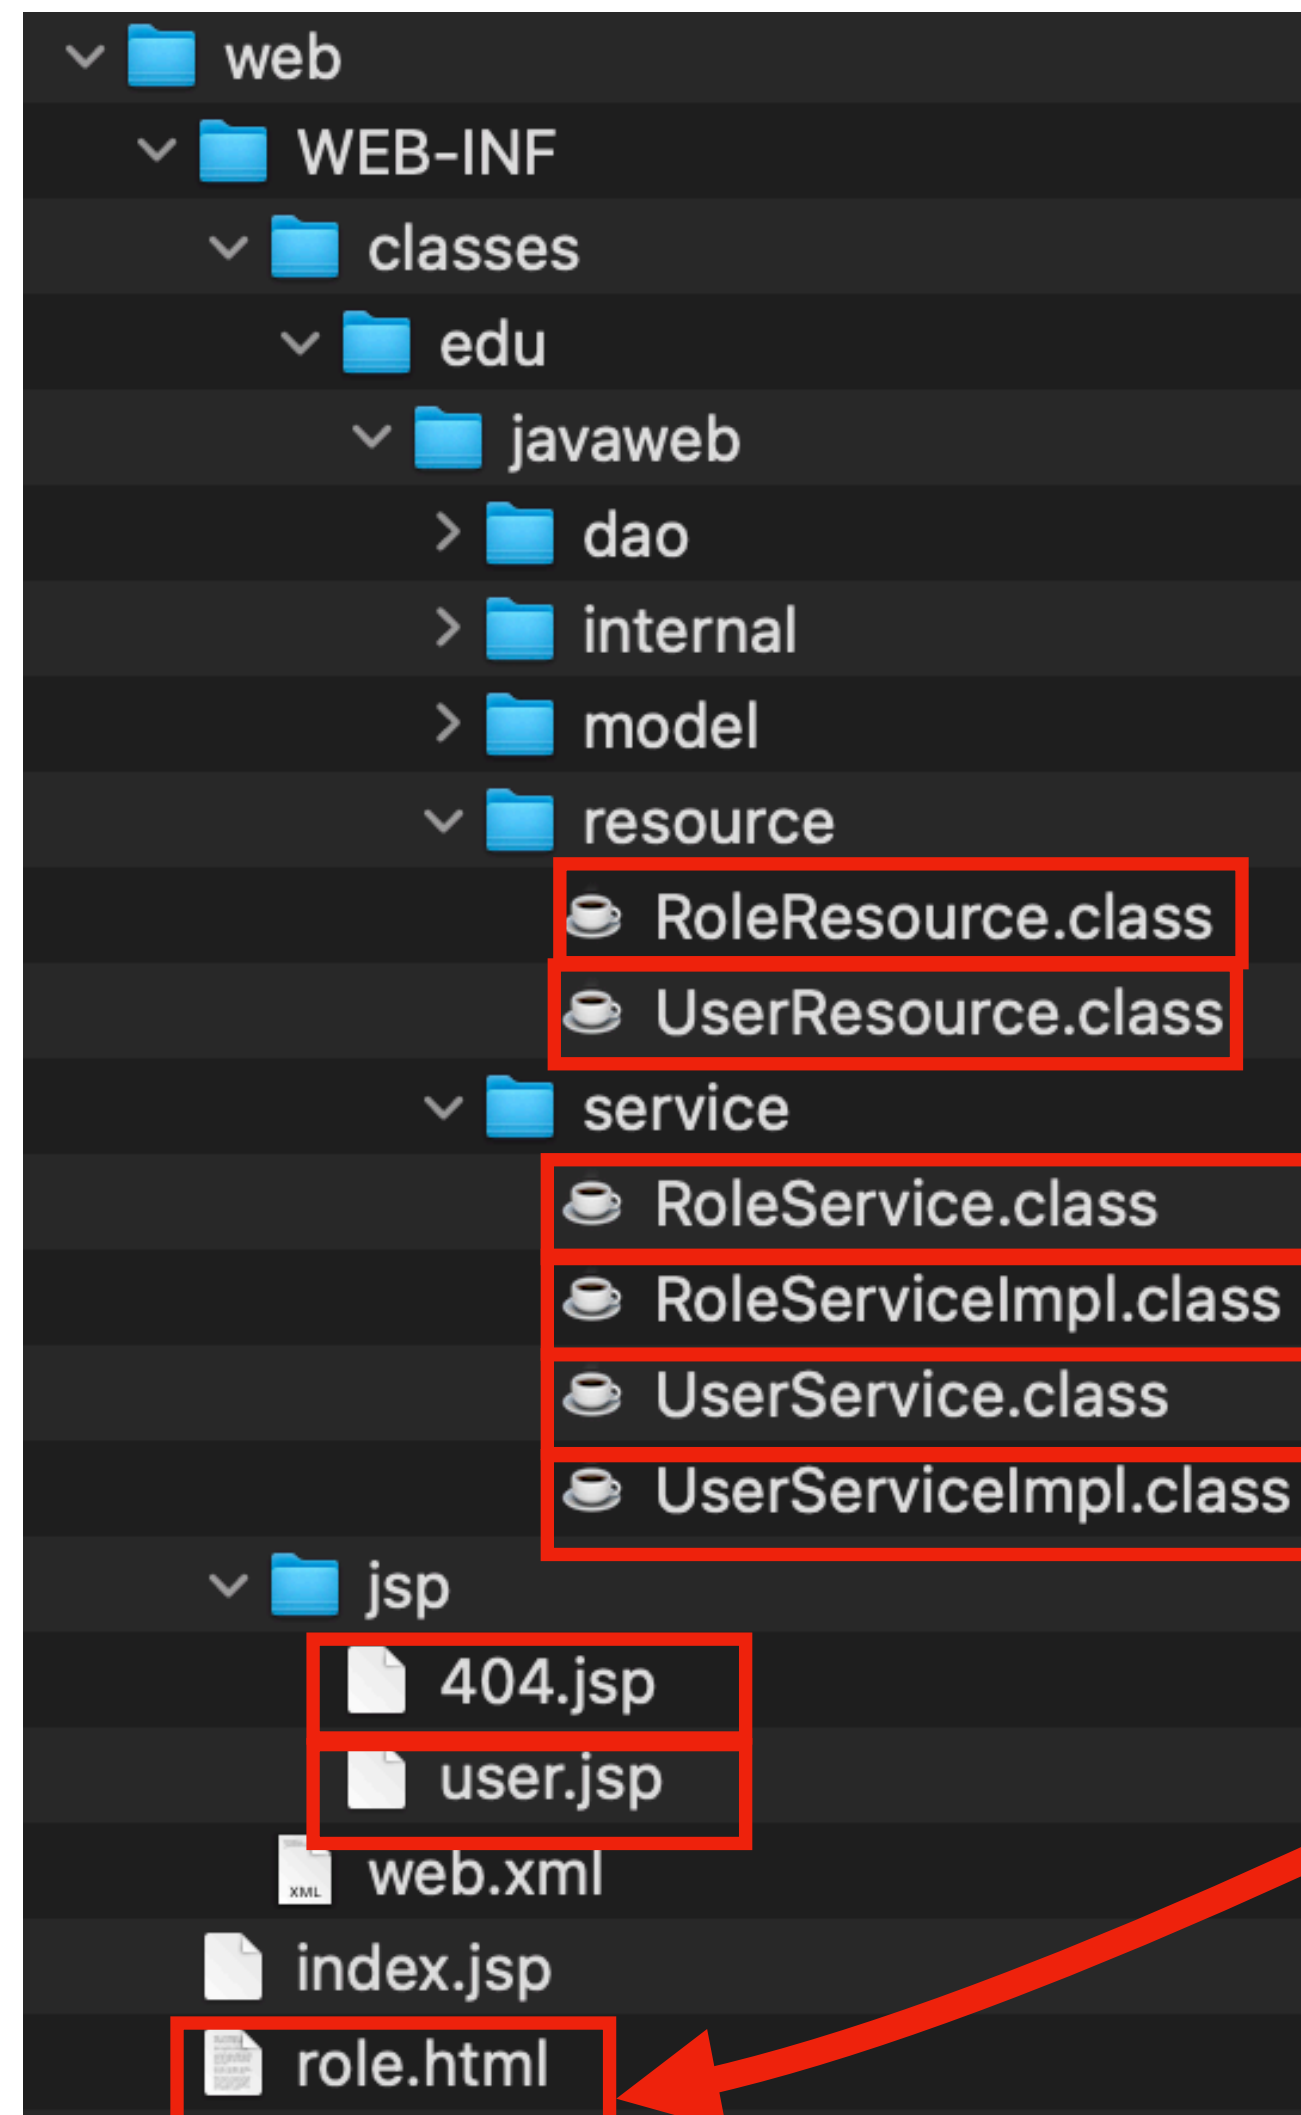 web
WEB-INF
classes
edu
javaweb
dao
internal
model
resource
RoleResource.class
UserResource.class
service
RoleService.class
RoleServiceImpl.class
UserService.class
UserServiceImpl.class
jsp
404.jsp
user.jsp
XML web.xml
index.jsp
role.html